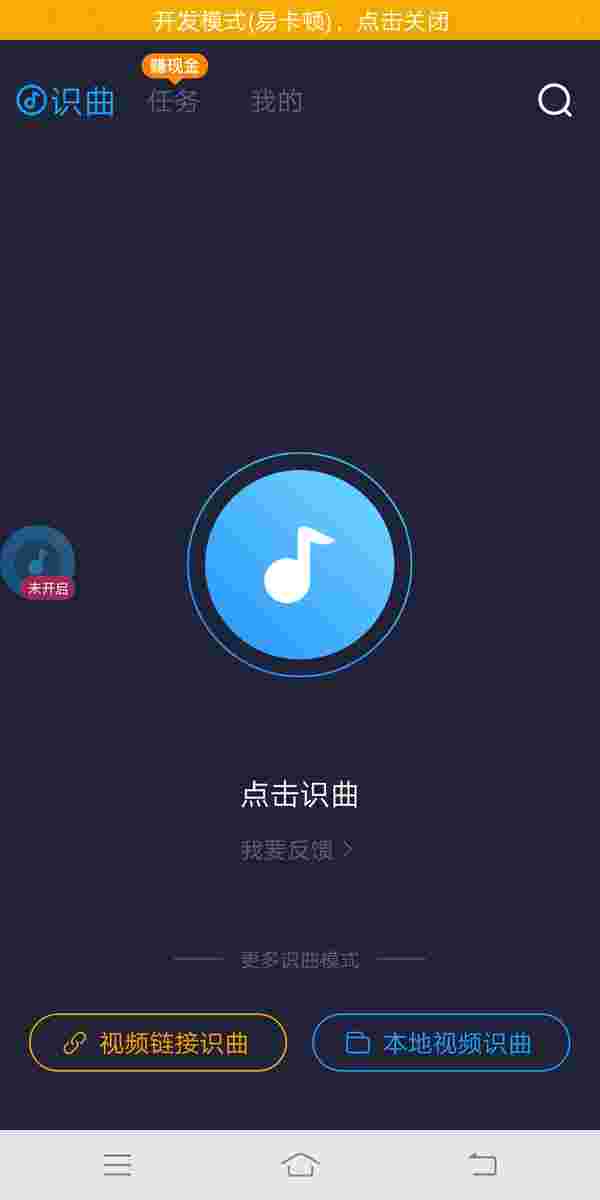 开发模式(易卡顿)，点击关闭
赚现金
识曲 任务 我的
未开启
点击识曲
我要反馈 >
更多识曲模式
视频链接识曲 本地视频识曲